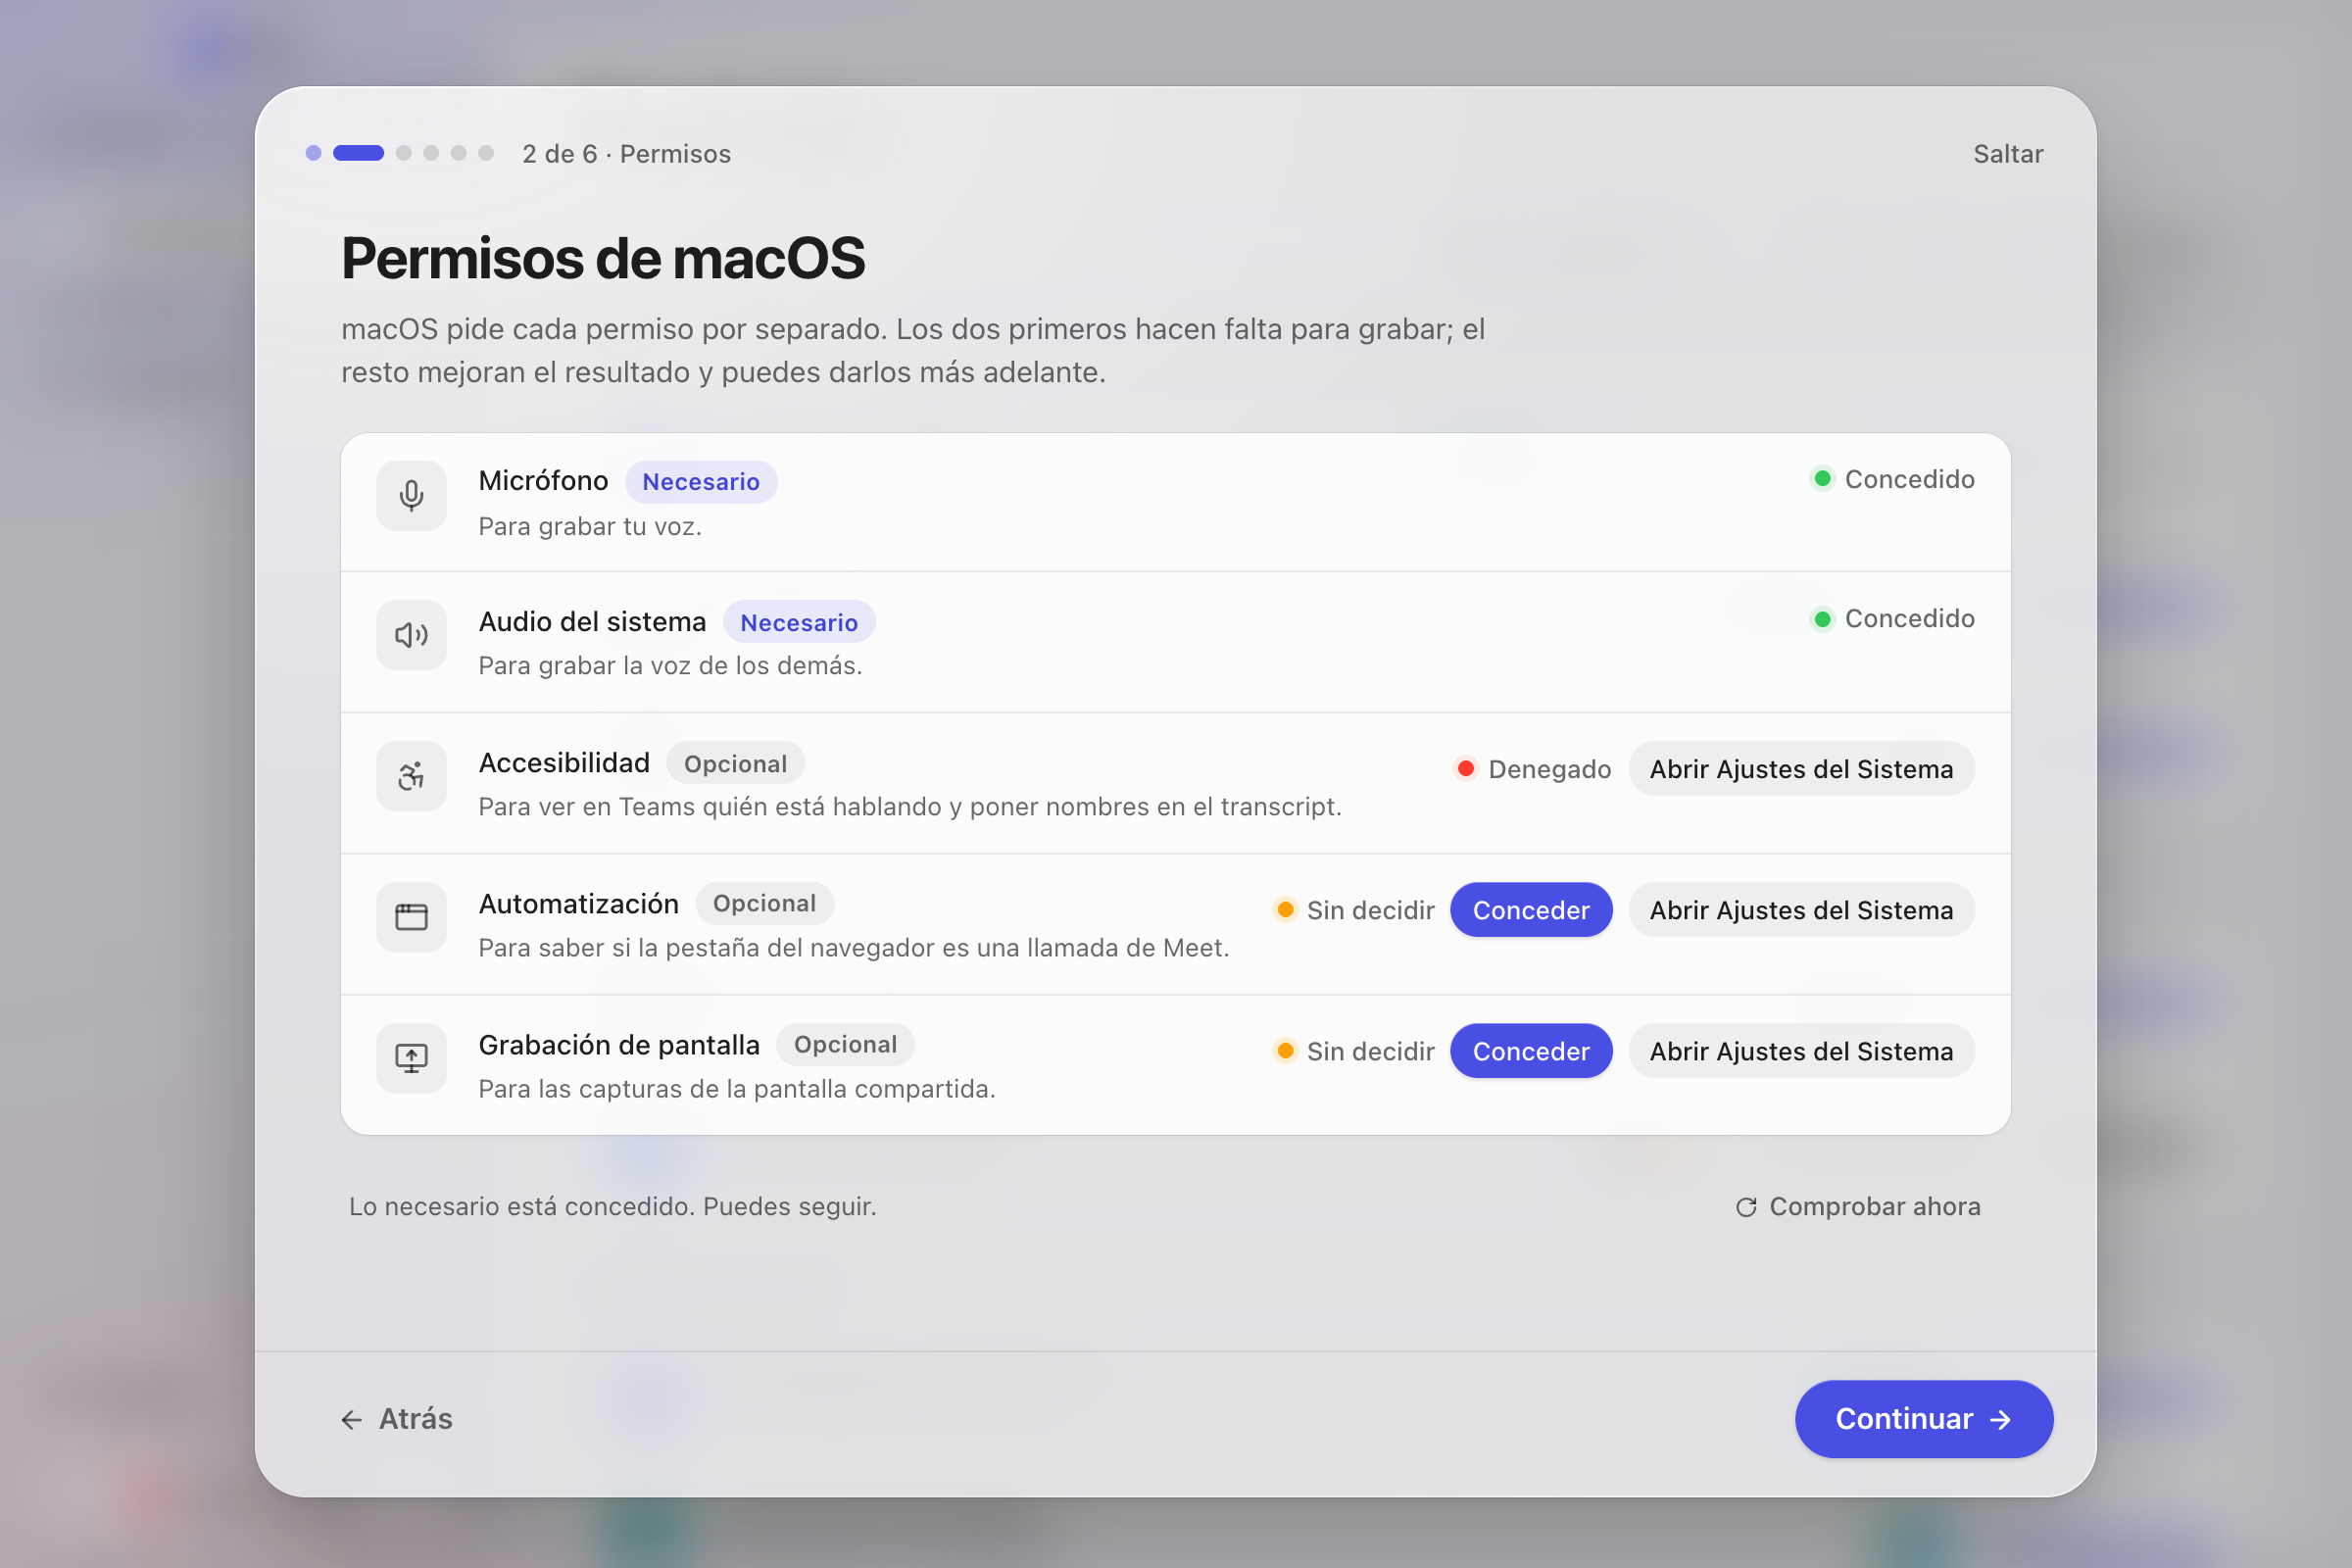 2 de 6 · Permisos
Saltar
Permisos de macOS
macOS pide cada permiso por separado. Los dos primeros hacen falta para grabar; el
resto mejoran el resultado y puedes darlos más adelante.
Micrófono Necesario
Concedido
Para grabar tu voz.
Audio del sistema Necesario
Concedido
Para grabar la voz de los demás.
Accesibilidad Opcional
Denegado Abrir Ajustes del Sistema
Para ver en Teams quién está hablando y poner nombres en el transcript.
Automatización Opcional
Sin decidir Conceder Abrir Ajustes del Sistema
Para saber si la pestaña del navegador es una llamada de Meet.
Grabación de pantalla Opcional
Sin decidir Conceder Abrir Ajustes del Sistema
Para las capturas de la pantalla compartida.
Lo necesario está concedido. Puedes seguir.
Comprobar ahora
Atrás
Continuar